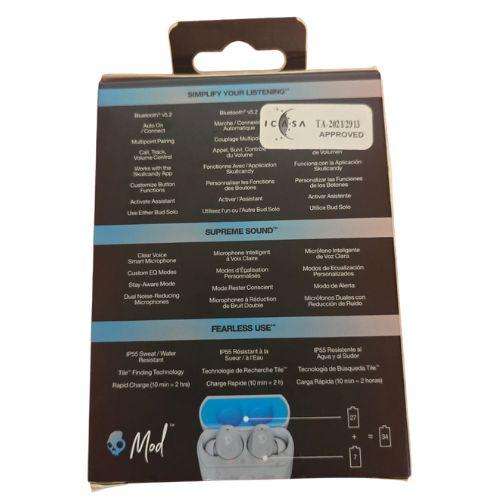 SIMPLIFY YOUR LISTENING™
Bluetooth® v5.2
Auto On
/ Connect
Multipoint Pairing
Call, Track,
Volume Control
Works with the
Skullcandy App
Customize Button
Functions
Activate Assistant
Use Either Bud Solo
Bluetooth® v5.2
Marche / Connexion
Automatique
Couplage Multipoint
Appel, Suivi, Contrôle
du Volume
Fonctionne Avec l'Application
Skullcandy
Personnaliser les Fonctions
des Boutons
Activer l'Assistant
Utilisez l'un ou l'Autre Bud Solo
ICASA
TA-2021/2913
APPROVED
de Volumen
Funciona con la Aplicación
Skullcandy
Personalizar las Funciones
de los Botones
Activar Asistente
Utilice Bud Solo
SUPREME SOUND™
Clear Voice
Smart Microphone
Custom EQ Modes
Stay-Aware Mode
Dual Noise-Reducing
Microphones
Microphone Intelligent
à Voix Claire
Modes d'Égalisation
Personnalisés
Mode Rester Conscient
Microphones à Réduction
de Bruit Double
Micrófono Inteligente
de Voz Clara
Modos de Ecualización
Personalizados
Modo de Alerta
Micrófonos Duales con
Reducción de Ruido
FEARLESS USE™
IP55 Sweat / Water
Resistant
Tile™ Finding Technology
Rapid Charge (10 min = 2 hrs)
IP55 Résistant à la
Sueur / à l'Eau
Technologie de Recherche Tile™
Charge Rapide (10 min = 2 h)
IP55 Resistente al
Agua y al Sudor
Tecnología de Búsqueda Tile™
Carga Rápida (10 min = 2 horas)
Mod™
27
+ = 34
7